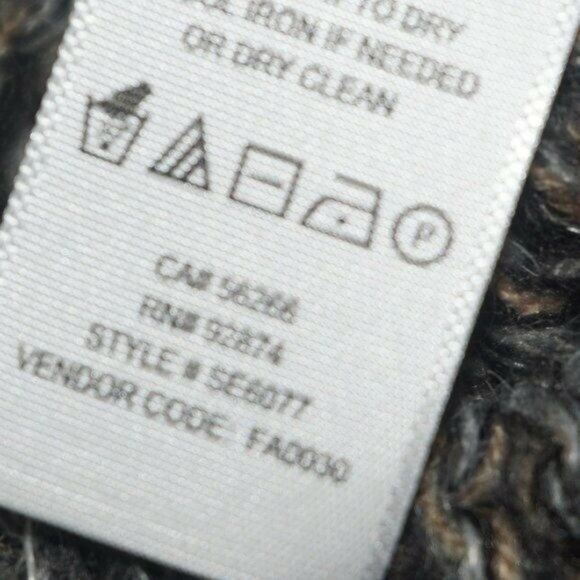 TO DRY
IRON IF NEEDED
OR DRY CLEAN
P
CA# 56266
RN# 92874
STYLE # SE6077
VENDOR CODE: FA0030